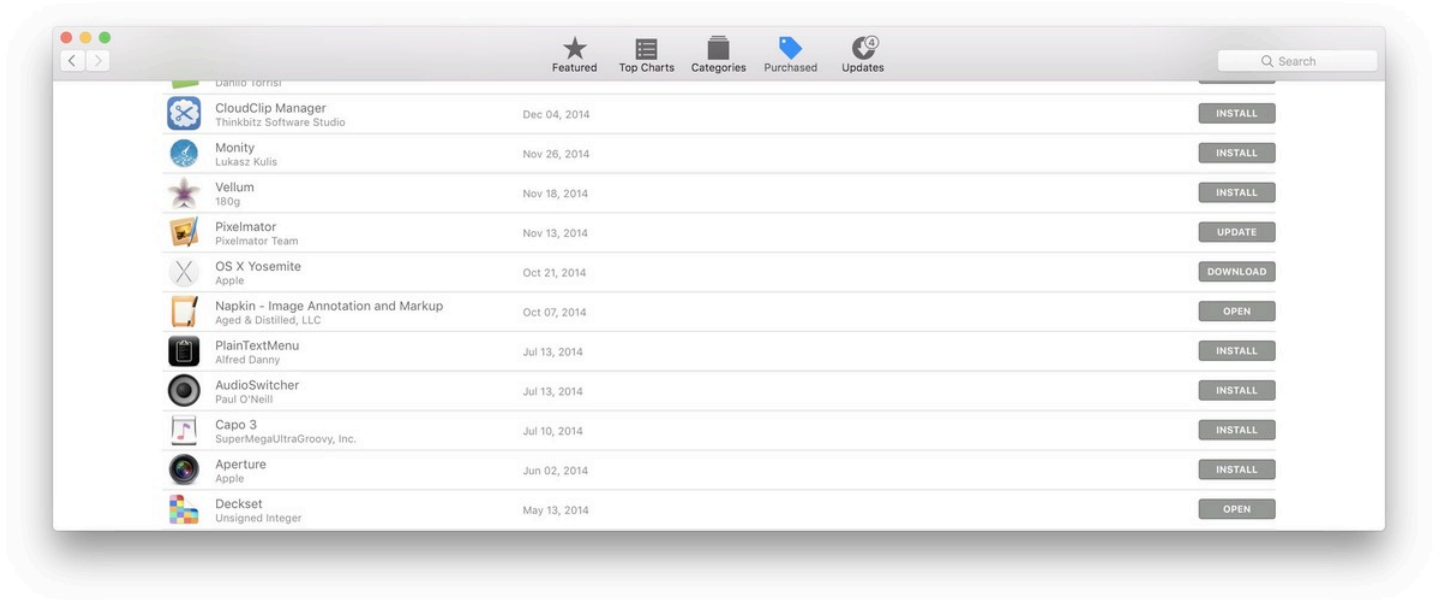 4
Featured
Top Charts
Categories
Purchased
Updates
Search
Danilo Torrisi
CloudClip Manager
Thinkbitz Software Studio
Dec 04, 2014
INSTALL
Monity
Lukasz Kulis
Nov 26, 2014
INSTALL
Vellum
180g
Nov 18, 2014
INSTALL
Pixelmator
Pixelmator Team
Nov 13, 2014
UPDATE
OS X Yosemite
Apple
Oct 21, 2014
DOWNLOAD
Napkin - Image Annotation and Markup
Aged & Distilled, LLC
Oct 07, 2014
OPEN
PlainTextMenu
Alfred Danny
Jul 13, 2014
INSTALL
AudioSwitcher
Paul O'Neill
Jul 13, 2014
INSTALL
Capo 3
SuperMegaUltraGroovy, Inc.
Jul 10, 2014
INSTALL
Aperture
Apple
Jun 02, 2014
INSTALL
Deckset
Unsigned Integer
May 13, 2014
OPEN